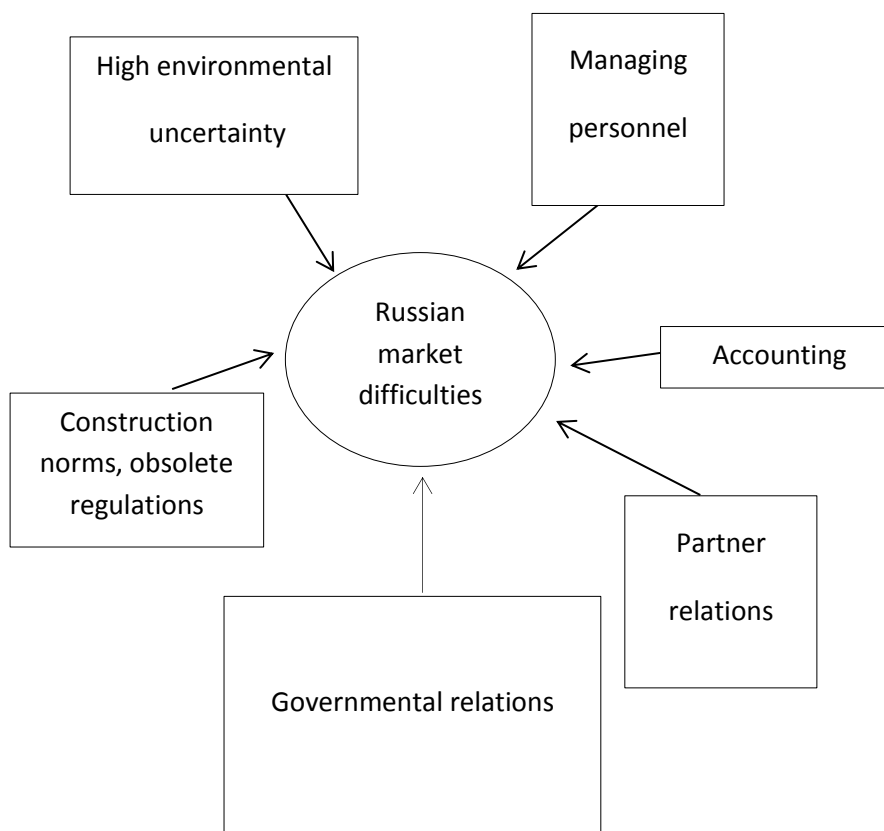 High environmental
uncertainty
Managing
personnel
Russian
market
difficulties
Accounting
Construction
norms, obsolete
regulations
Partner
relations
Governmental relations